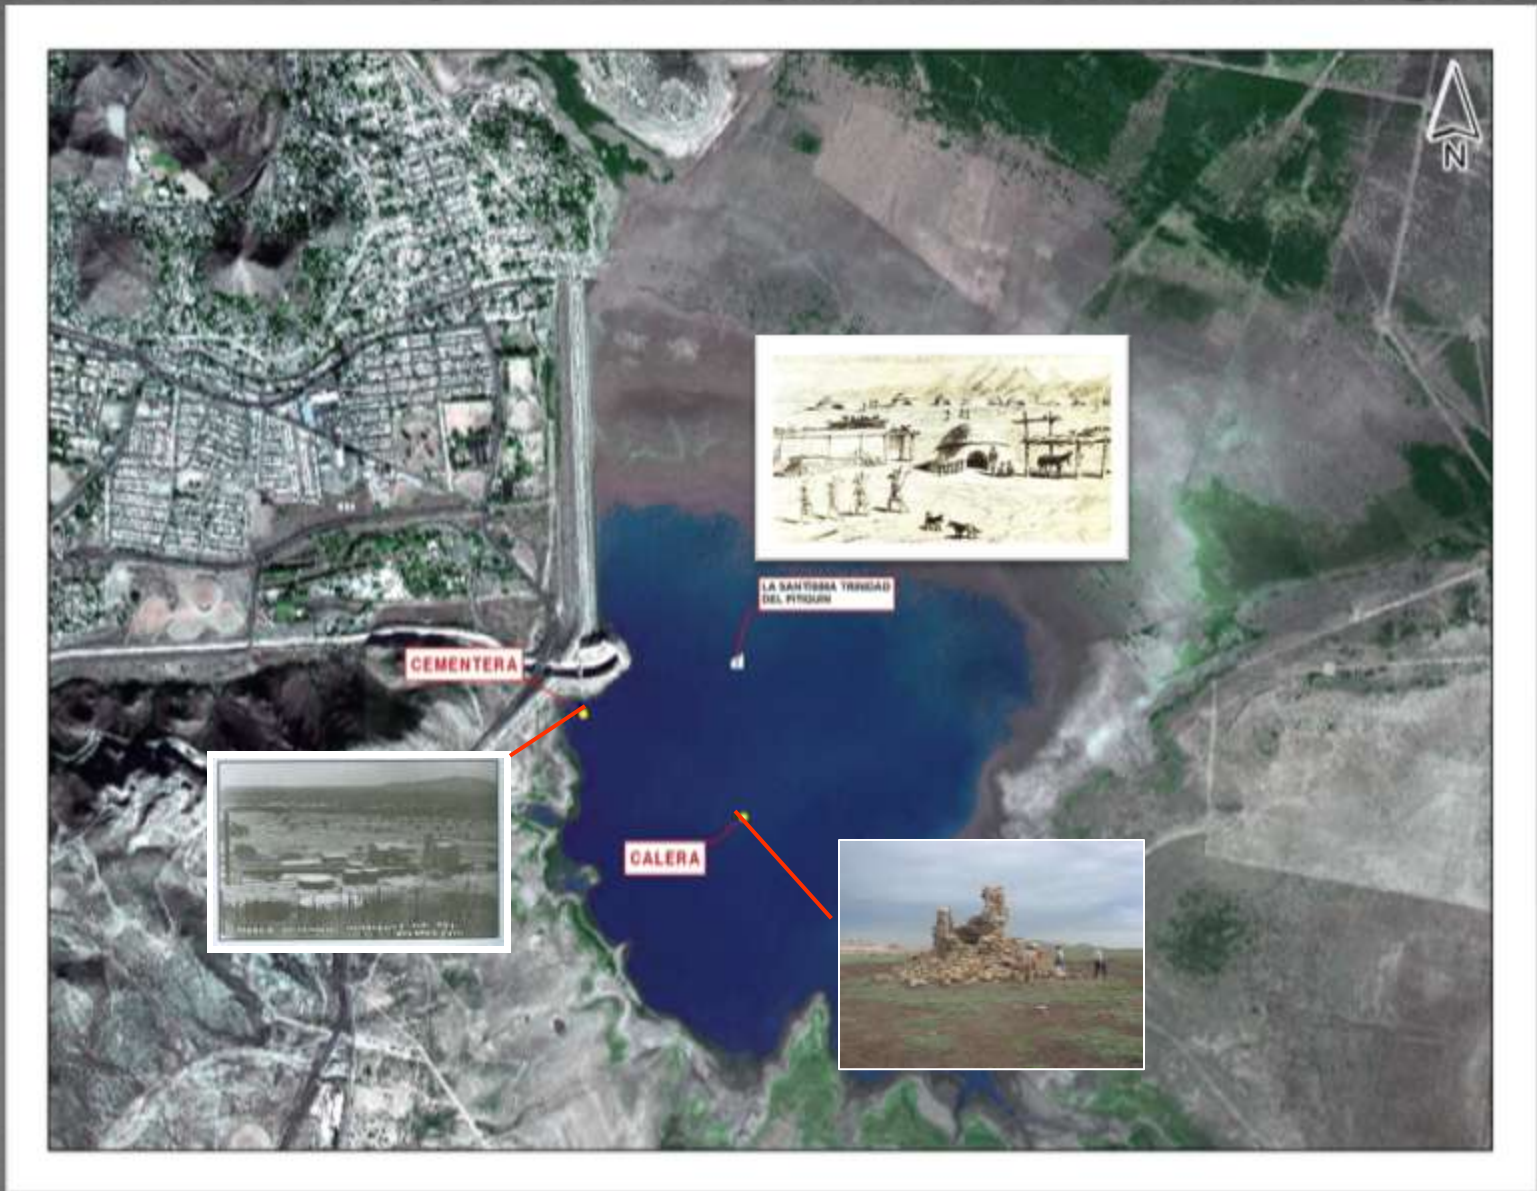 N
LA SANTISIMA TRINIDAD
DEL PITIQUIN
CEMENTERA
CALERA